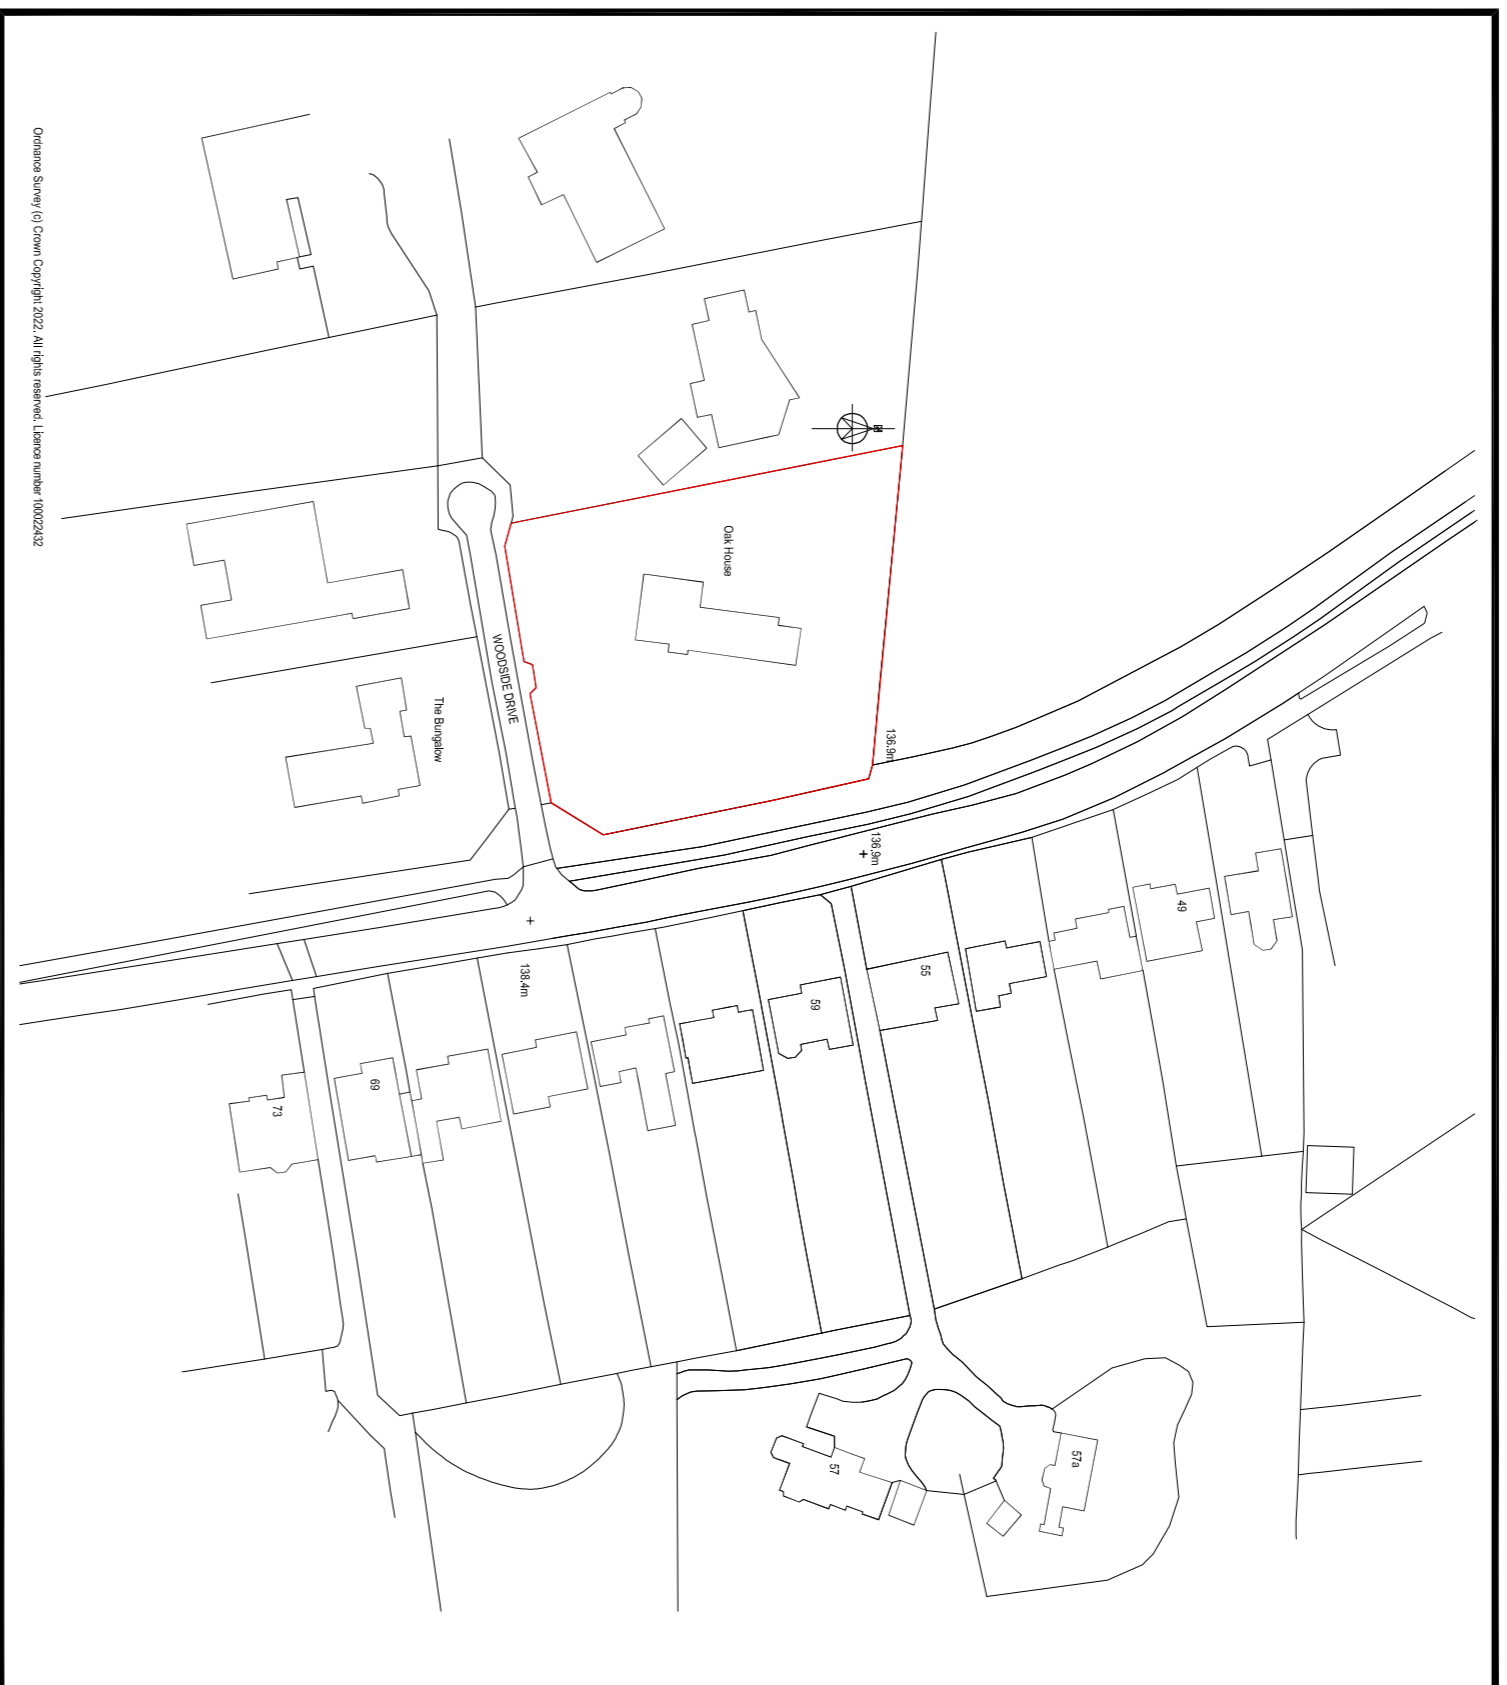 Ordnance Survey (c) Crown Copyright 2022. All rights reserved. Licence number 100022432
N
Oak House
WOODSIDE DRIVE
The Bungalow
136.9m
136.9m
138.4m
49
55
59
69
73
57
57a